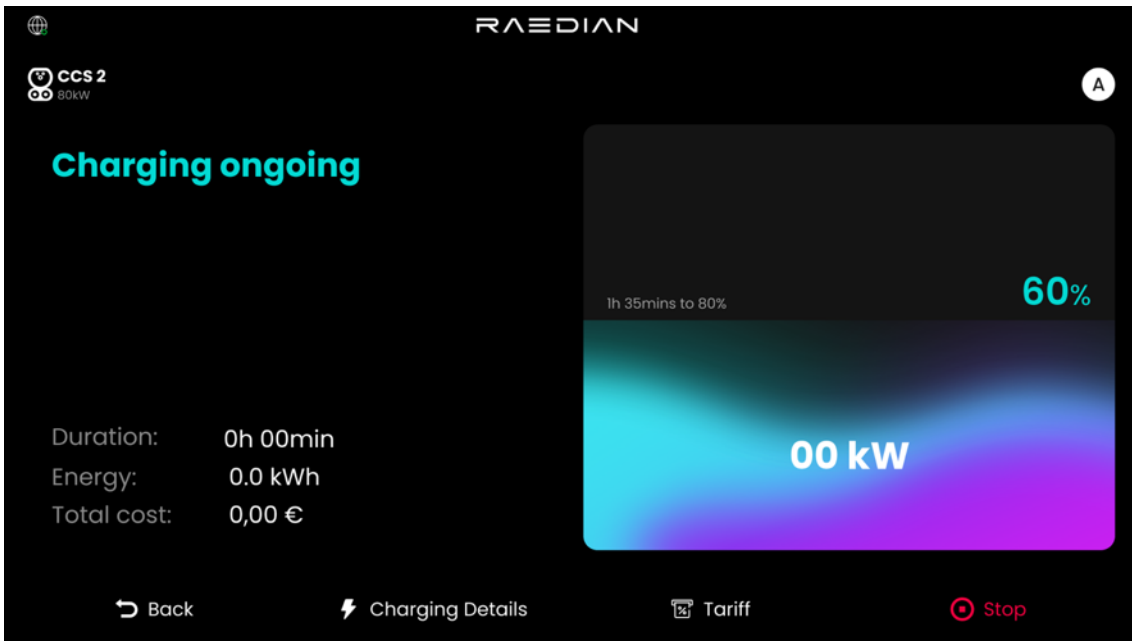 RAEDIAN
CCS 2
80kW
A
Charging ongoing
1h 35mins to 80%
60%
00 kW
Duration: 0h 00min
Energy: 0.0 kWh
Total cost: 0,00 €
Back
Charging Details
Tariff
Stop